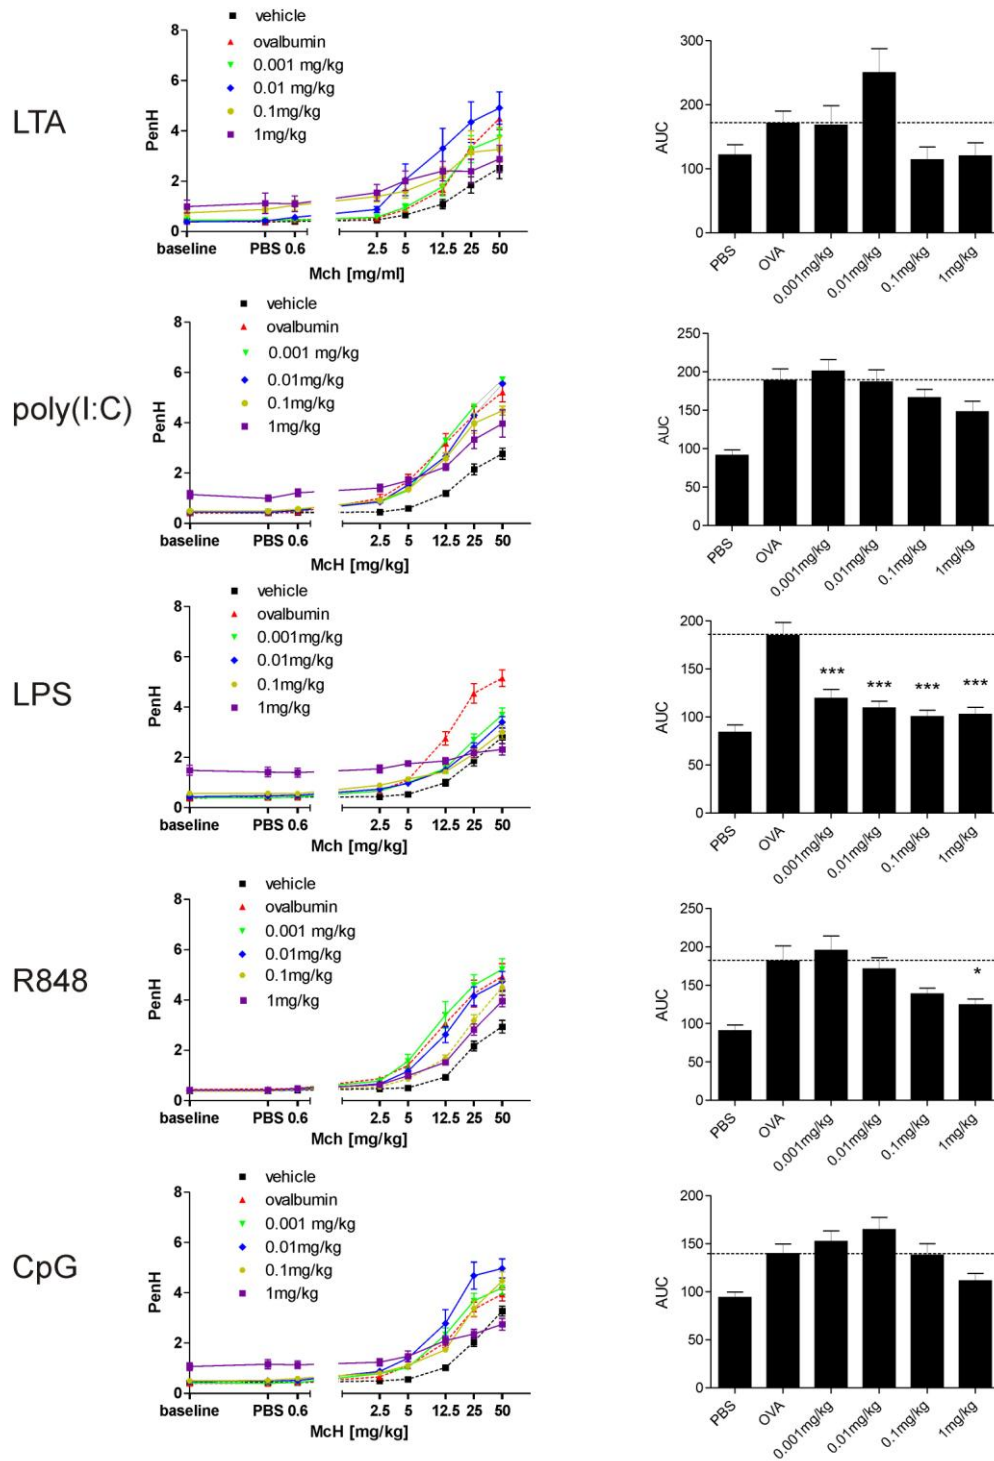 LTA
vehicle
ovalbumin
0.001 mg/kg
0.01 mg/kg
0.1mg/kg
1mg/kg
PenH
8
6
4
2
0
baseline
PBS 0.6
2.5
5
12.5
25
50
Mch [mg/ml]
AUC
300
200
100
0
PBS
OVA
0.001mg/kg
0.01mg/kg
0.1mg/kg
1mg/kg
poly(I:C)
vehicle
ovalbumin
0.001 mg/kg
0.01mg/kg
0.1mg/kg
1mg/kg
PenH
8
6
4
2
0
baseline
PBS 0.6
2.5
5
12.5
25
50
McH [mg/kg]
AUC
250
200
150
100
50
0
PBS
OVA
0.001mg/kg
0.01mg/kg
0.1mg/kg
1mg/kg
LPS
vehicle
ovalbumin
0.001mg/kg
0.01mg/kg
0.1mg/kg
1mg/kg
PenH
8
6
4
2
0
baseline
PBS 0.6
2.5
5
12.5
25
50
Mch [mg/kg]
AUC
200
150
100
50
0
***
***
***
***
PBS
OVA
0.001mg/kg
0.01mg/kg
0.1mg/kg
1mg/kg
R848
vehicle
ovalbumin
0.001 mg/kg
0.01mg/kg
0.1mg/kg
1mg/kg
PenH
8
6
4
2
0
baseline
PBS 0.6
2.5
5
12.5
25
50
Mch [mg/kg]
AUC
250
200
150
100
50
0
*
PBS
OVA
0.001mg/kg
0.01mg/kg
0.1mg/kg
1mg/kg
CpG
vehicle
ovalbumin
0.001 mg/kg
0.01mg/kg
0.1mg/kg
1mg/kg
PenH
8
6
4
2
0
baseline
PBS 0.6
2.5
5
12.5
25
50
McH [mg/kg]
AUC
200
150
100
50
0
PBS
OVA
0.001mg/kg
0.01mg/kg
0.1mg/kg
1mg/kg